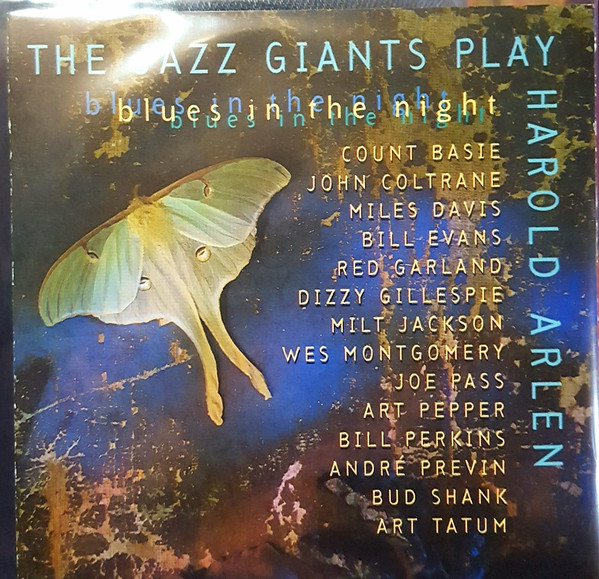 THE JAZZ GIANTS PLAY
HAROLD ARLEN
blues in the night
blues in the night
blues in the night
COUNT BASIE
JOHN COLTRANE
MILES DAVIS
BILL EVANS
RED GARLAND
DIZZY GILLESPIE
MILT JACKSON
WES MONTGOMERY
JOE PASS
ART PEPPER
BILL PERKINS
ANDRÉ PREVIN
BUD SHANK
ART TATUM